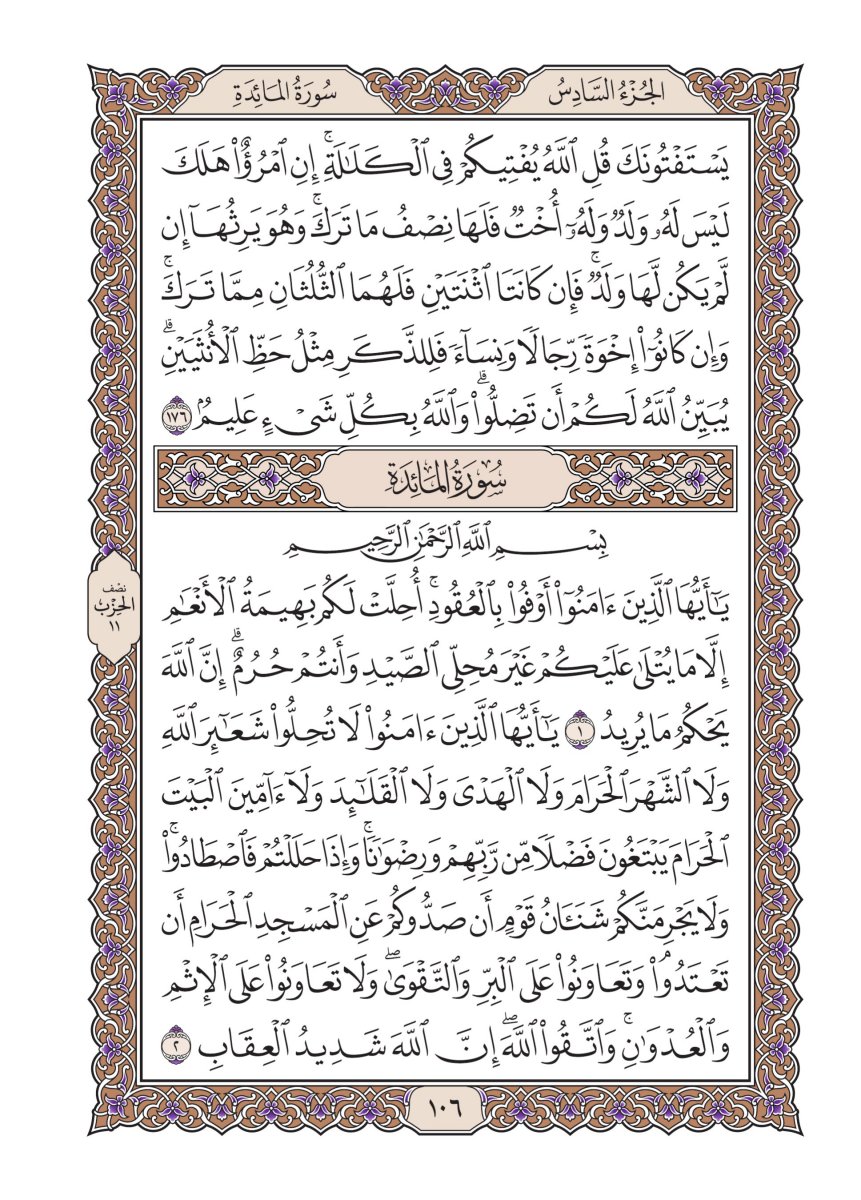 الجُزْءُ السَّادِسُ
سُورَةُ المَائِدَةِ
يَسۡتَفۡتُونَكَ قُلِ ٱللَّهُ يُفۡتِيكُمۡ فِي ٱلۡكَلَٰلَةِۚ إِنِ ٱمۡرُؤٌاْ هَلَكَ
لَيۡسَ لَهُۥ وَلَدٞ وَلَهُۥٓ أُخۡتٞ فَلَهَا نِصۡفُ مَا تَرَكَۚ وَهُوَ يَرِثُهَآ إِن
لَّمۡ يَكُن لَّهَا وَلَدٞۚ فَإِن كَانَتَا ٱثۡنَتَيۡنِ فَلَهُمَا ٱلثُّلُثَانِ مِمَّا تَرَكَۚ
وَإِن كَانُوٓاْ إِخۡوَةٗ رِّجَالٗا وَنِسَآءٗ فَلِلذَّكَرِ مِثۡلُ حَظِّ ٱلۡأُنثَيَيۡنِۗ
يُبَيِّنُ ٱللَّهُ لَكُمۡ أَن تَضِلُّواْۗ وَٱللَّهُ بِكُلِّ شَيۡءٍ عَلِيمُۢ ١٧٦
سُورَةُ المَائِدَةِ
بِسۡمِ ٱللَّهِ ٱلرَّحۡمَٰنِ ٱلرَّحِيمِ
يَٰٓأَيُّهَا ٱلَّذِينَ ءَامَنُوٓاْ أَوۡفُواْ بِٱلۡعُقُودِۚ أُحِلَّتۡ لَكُم بَهِيمَةُ ٱلۡأَنۡعَٰمِ
إِلَّا مَا يُتۡلَىٰ عَلَيۡكُمۡ غَيۡرَ مُحِلِّي ٱلصَّيۡدِ وَأَنتُمۡ حُرُمٌۗ إِنَّ ٱللَّهَ
يَحۡكُمُ مَا يُرِيدُ ١ يَٰٓأَيُّهَا ٱلَّذِينَ ءَامَنُواْ لَا تُحِلُّواْ شَعَٰٓئِرَ ٱللَّهِ
وَلَا ٱلشَّهۡرَ ٱلۡحَرَامَ وَلَا ٱلۡهَدۡيَ وَلَا ٱلۡقَلَٰٓئِدَ وَلَآ ءَآمِّينَ ٱلۡبَيۡتَ
ٱلۡحَرَامَ يَبۡتَغُونَ فَضۡلٗا مِّن رَّبِّهِمۡ وَرِضۡوَٰنٗاۚ وَإِذَا حَلَلۡتُمۡ فَٱصۡطَادُواْۚ
وَلَا يَجۡرِمَنَّكُمۡ شَنَـَٔانُ قَوۡمٍ أَن صَدُّوكُمۡ عَنِ ٱلۡمَسۡجِدِ ٱلۡحَرَامِ أَن
تَعۡتَدُواْۘ وَتَعَاوَنُواْ عَلَى ٱلۡبِرِّ وَٱلتَّقۡوَىٰۖ وَلَا تَعَاوَنُواْ عَلَى ٱلۡإِثۡمِ
وَٱلۡعُدۡوَٰنِۚ وَٱتَّقُواْ ٱللَّهَۖ إِنَّ ٱللَّهَ شَدِيدُ ٱلۡعِقَابِ ٢
نصۡف
الحِزۡبِ
١١
١٠٦